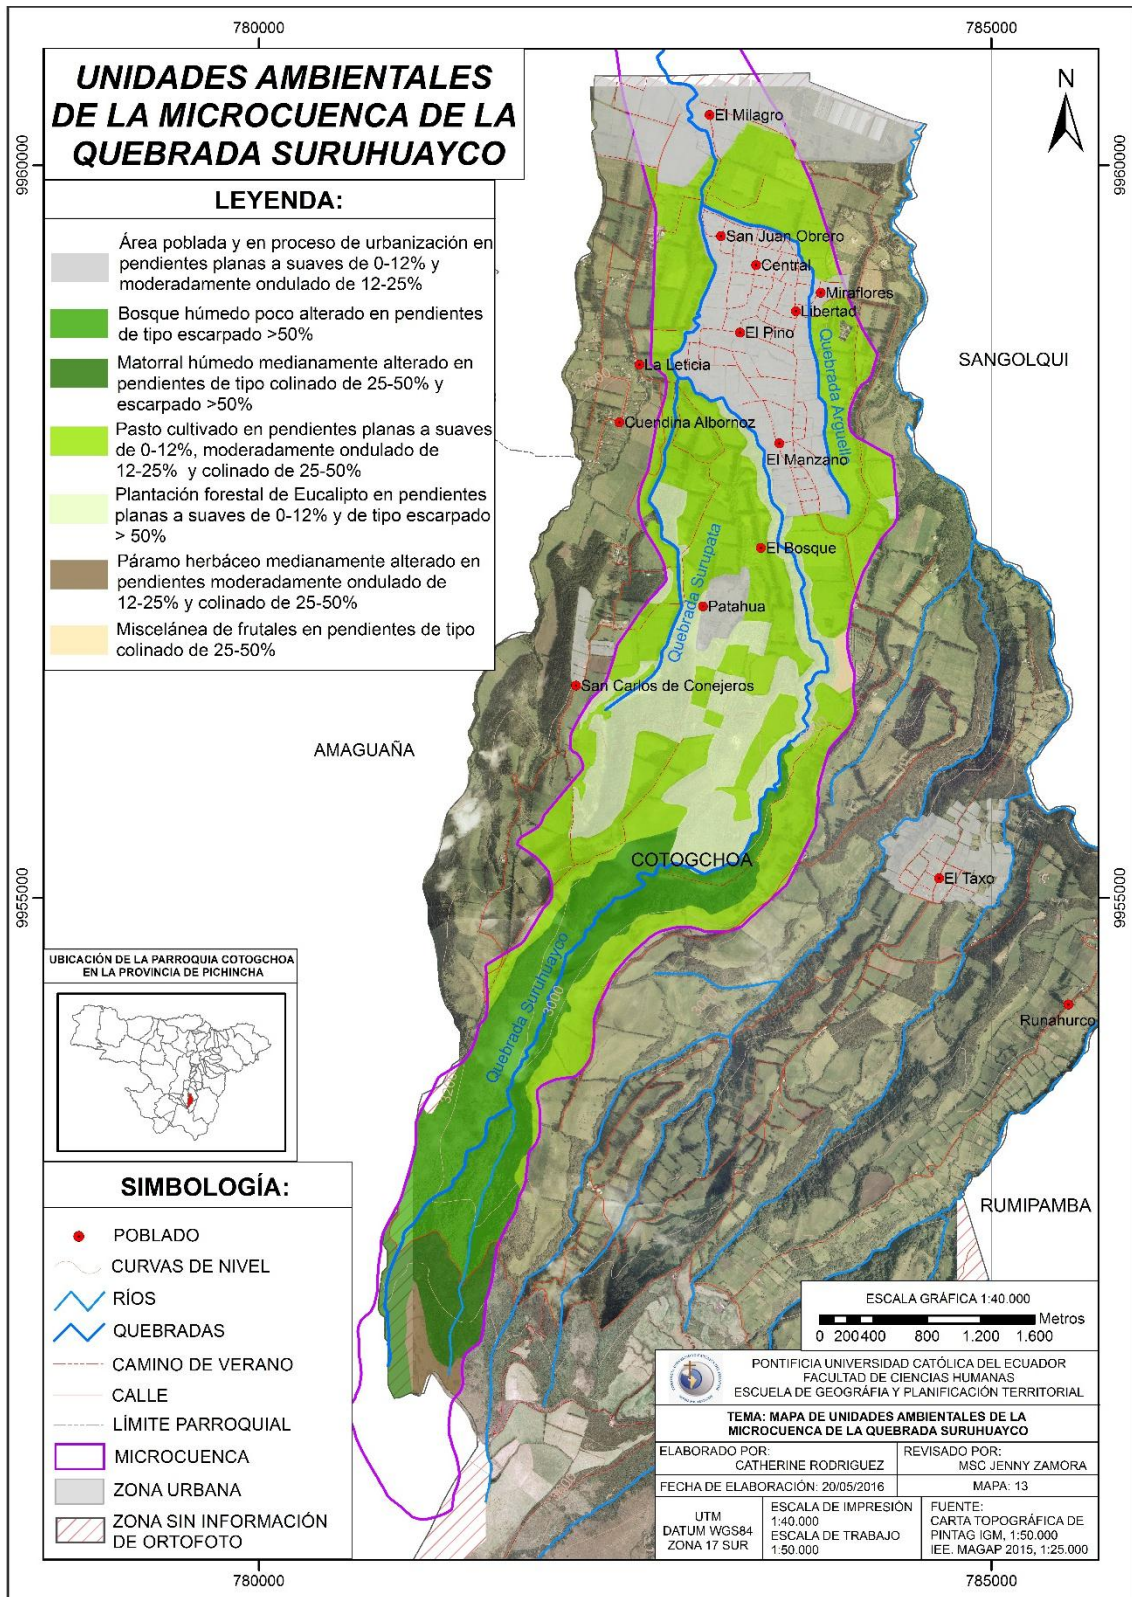 780000
785000
UNIDADES AMBIENTALES
DE LA MICROCUENCA DE LA
QUEBRADA SURUHUAYCO
N
9960000
9960000
LEYENDA:
Área poblada y en proceso de urbanización en
pendientes planas a suaves de 0-12% y
moderadamente ondulado de 12-25%
Bosque húmedo poco alterado en pendientes
de tipo escarpado >50%
Matorral húmedo medianamente alterado en
pendientes de tipo colinado de 25-50% y
escarpado >50%
Pasto cultivado en pendientes planas a suaves
de 0-12%, moderadamente ondulado de
12-25% y colinado de 25-50%
Plantación forestal de Eucalipto en pendientes
planas a suaves de 0-12% y de tipo escarpado
> 50%
Páramo herbáceo medianamente alterado en
pendientes moderadamente ondulado de
12-25% y colinado de 25-50%
Miscelánea de frutales en pendientes de tipo
colinado de 25-50%
El Milagro
San Juan Obrero
Central
Miraflores
Libertad
El Pino
La Leticia
Quebrada Arguello
SANGOLQUI
Cuendina Albornoz
El Manzano
El Bosque
Quebrada Surupata
Patahua
San Carlos de Conejeros
AMAGUAÑA
COTOGCHOA
El Taxo
9955000
9955000
Quebrada Suruhuayco
3000
Runahurco
RUMIPAMBA
UBICACIÓN DE LA PARROQUIA COTOGCHOA
EN LA PROVINCIA DE PICHINCHA
SIMBOLOGÍA:
POBLADO
CURVAS DE NIVEL
RÍOS
QUEBRADAS
CAMINO DE VERANO
CALLE
LÍMITE PARROQUIAL
MICROCUENCA
ZONA URBANA
ZONA SIN INFORMACIÓN
DE ORTOFOTO
ESCALA GRÁFICA 1:40.000
Metros
0 200 400 800 1.200 1.600
PONTIFICIA UNIVERSIDAD CATÓLICA DEL ECUADOR
FACULTAD DE CIENCIAS HUMANAS
ESCUELA DE GEOGRÁFIA Y PLANIFICACIÓN TERRITORIAL
TEMA: MAPA DE UNIDADES AMBIENTALES DE LA
MICROCUENCA DE LA QUEBRADA SURUHUAYCO
ELABORADO POR:
CATHERINE RODRIGUEZ
REVISADO POR:
MSC JENNY ZAMORA
FECHA DE ELABORACIÓN: 20/05/2016
MAPA: 13
UTM
DATUM WGS84
ZONA 17 SUR
ESCALA DE IMPRESIÓN
1:40.000
ESCALA DE TRABAJO
1:50.000
FUENTE:
CARTA TOPOGRÁFICA DE
PINTAG IGM, 1:50.000
IEE. MAGAP 2015, 1:25.000
780000
785000